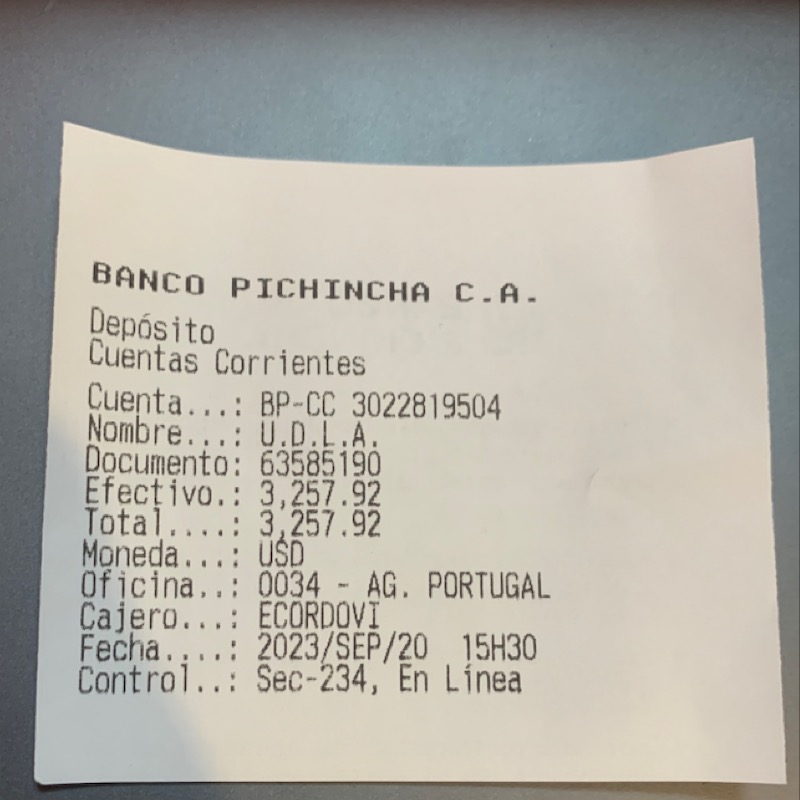 BANCO PICHINCHA C.A.
Depósito
Cuentas Corrientes
Cuenta...: BP-CC 3022819504
Nombre...: U.D.L.A.
Documento: 63585190
Efectivo.: 3,257.92
Total....: 3,257.92
Moneda...: USD
Oficina..: 0034 - AG. PORTUGAL
Cajero...: ECORDOVI
Fecha....: 2023/SEP/20  15H30
Control..: Sec-234, En Línea